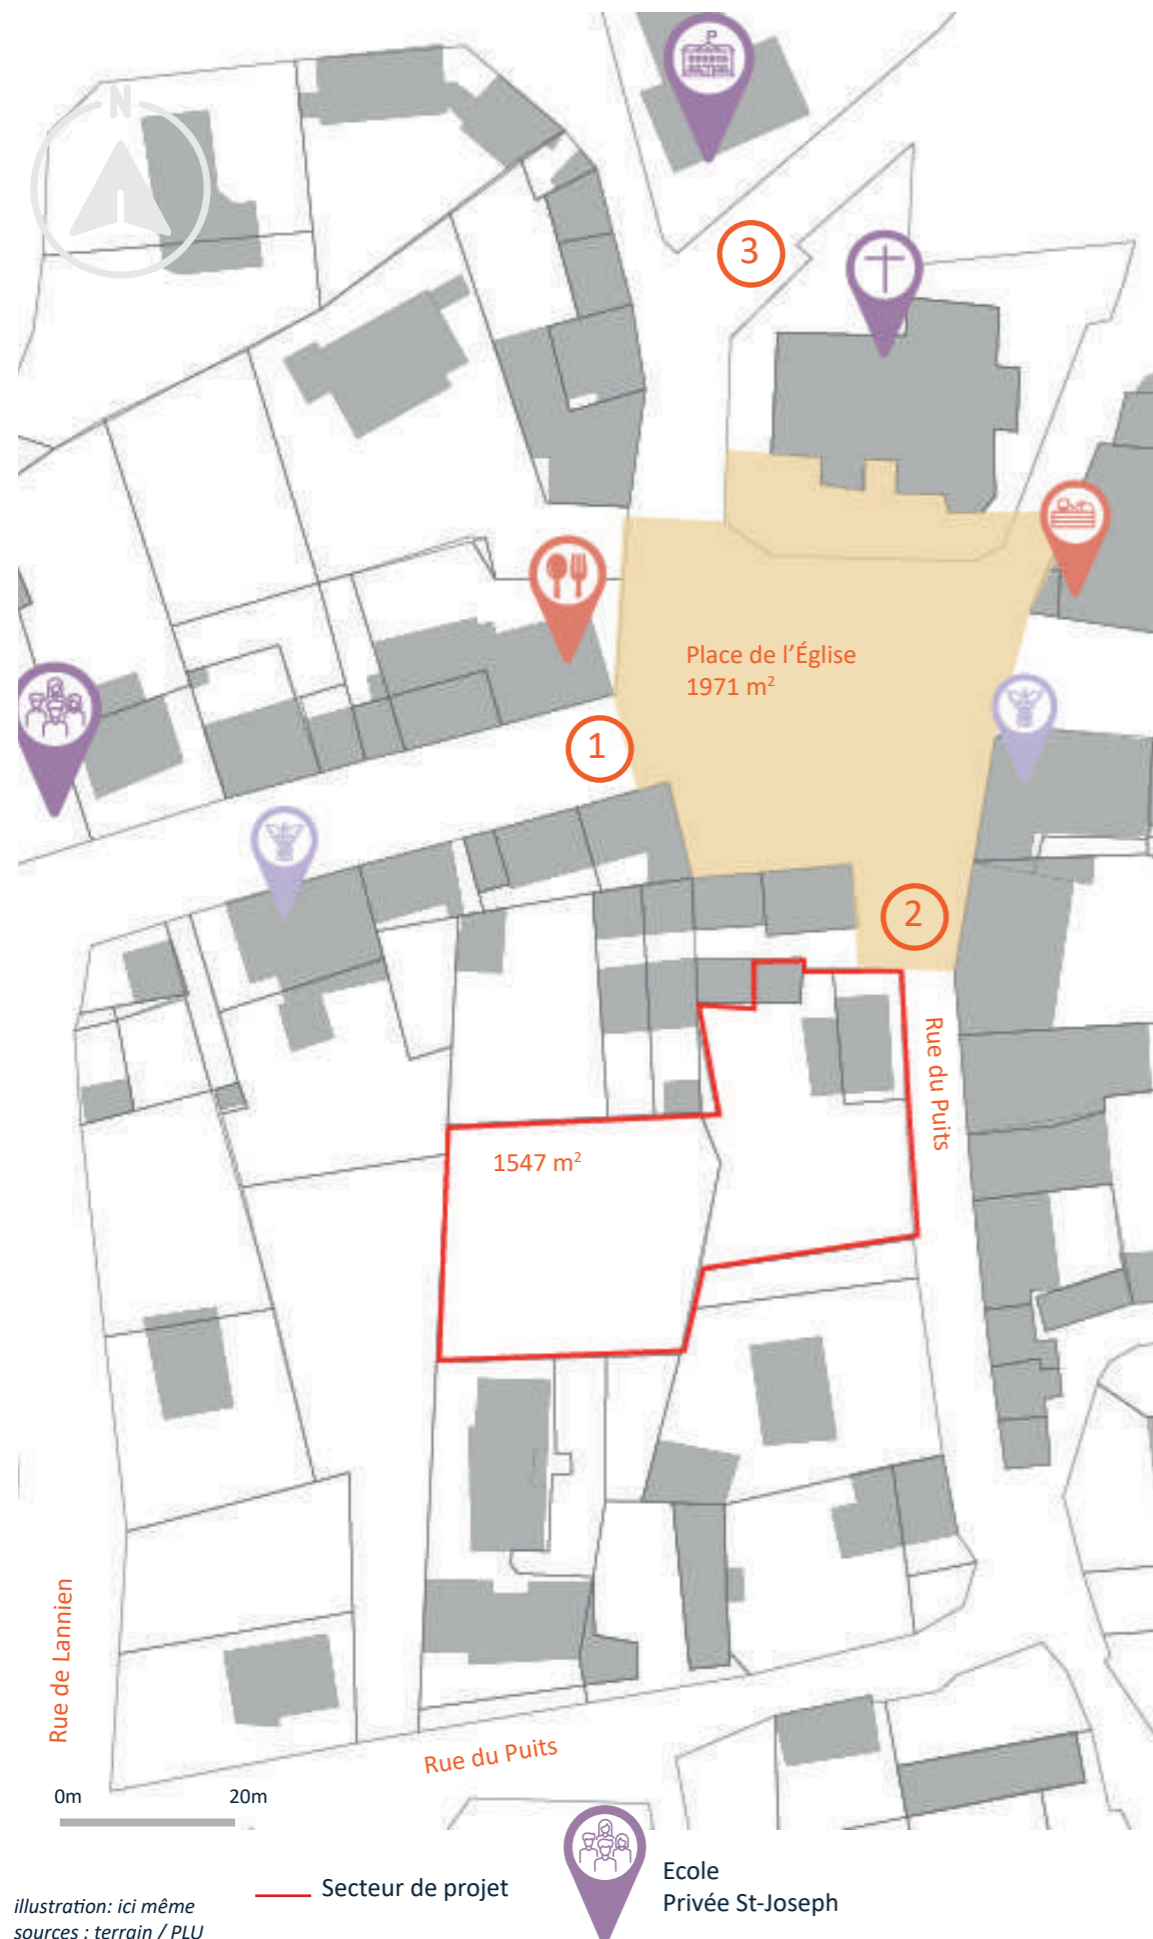 N
3
Place de l'Église
1971 m²
1
2
Rue du Puits
1547 m²
Rue de Lannien
Rue du Puits
0m 20m
Secteur de projet
Ecole
Privée St-Joseph
illustration: ici même
sources : terrain / PLU